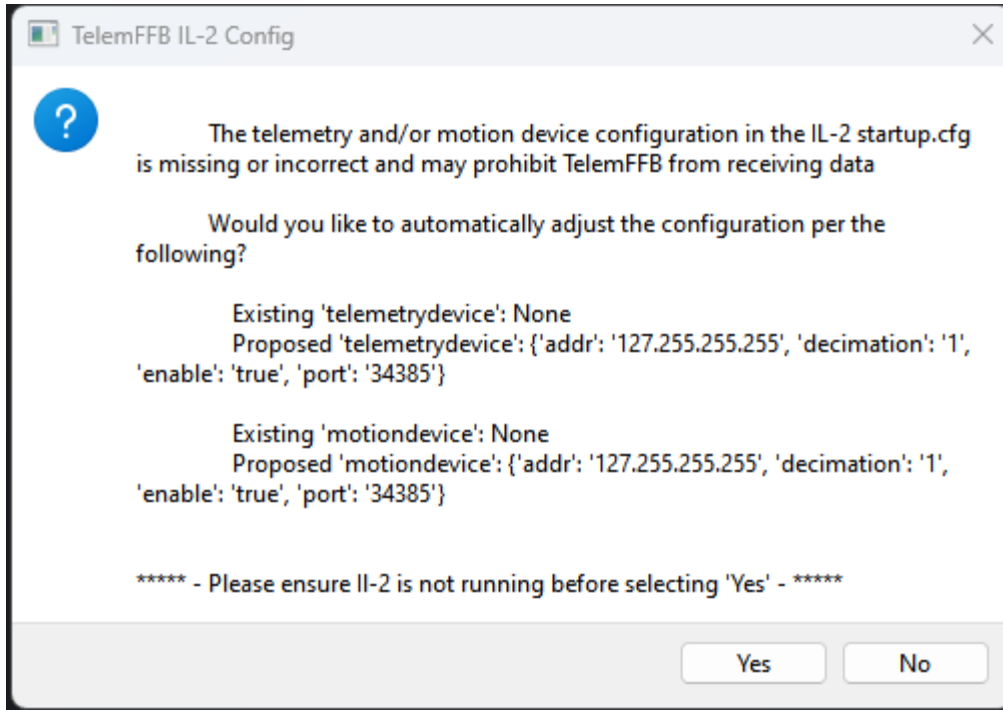 TelemFFB IL-2 Config
The telemetry and/or motion device configuration in the IL-2 startup.cfg
is missing or incorrect and may prohibit TelemFFB from receiving data
Would you like to automatically adjust the configuration per the
following?
Existing 'telemetrydevice': None
Proposed 'telemetrydevice': {'addr': '127.255.255.255', 'decimation': '1',
'enable': 'true', 'port': '34385'}
Existing 'motiondevice': None
Proposed 'motiondevice': {'addr': '127.255.255.255', 'decimation': '1',
'enable': 'true', 'port': '34385'}
***** - Please ensure Il-2 is not running before selecting 'Yes' - *****
Yes No